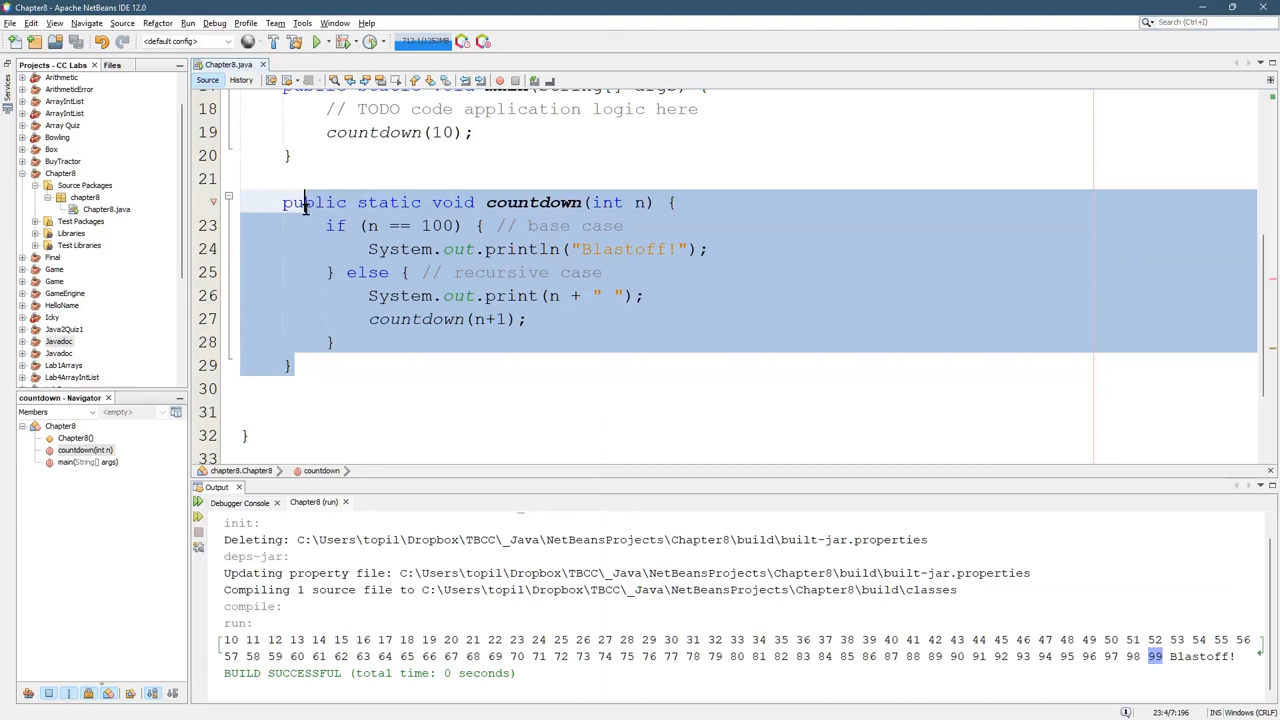 Chapter8 - Apache NetBeans IDE 12.0
File Edit View Navigate Source Refactor Run Debug Profile Team Tools Window Help
Search (Ctrl+I)
<default config>
712.1/1252MB
Projects - CC Labs
Files
Services
Arithmetic
ArithmeticError
ArrayIntList
ArrayIntList
Array Quiz
Bowling
Box
BuyTractor
Chapter8
Source Packages
chapter8
Chapter8.java
Test Packages
Libraries
Test Libraries
Final
Game
Game
GameEngine
HelloName
Icky
Java2Quiz1
Javadoc
Javadoc
Lab1Arrays
Lab4ArrayIntList
countdown - Navigator
Members
<empty>
Chapter8
Chapter8()
countdown(int n)
main(String[] args)
Chapter8.java
Source
History
18 // TODO code application logic here
19 countdown(10);
20 }
21
public static void countdown(int n) {
23 if (n == 100) { // base case
24 System.out.println("Blastoff!");
25 } else { // recursive case
26 System.out.print(n + " ");
27 countdown(n+1);
28 }
29 }
30
31
32 }
33
chapter8.Chapter8
countdown
Output
Debugger Console
Chapter8 (run)
init:
Deleting: C:\Users\topil\Dropbox\TBCC\_Java\NetBeansProjects\Chapter8\build\built-jar.properties
deps-jar:
Updating property file: C:\Users\topil\Dropbox\TBCC\_Java\NetBeansProjects\Chapter8\build\built-jar.properties
Compiling 1 source file to C:\Users\topil\Dropbox\TBCC\_Java\NetBeansProjects\Chapter8\build\classes
compile:
run:
10 11 12 13 14 15 16 17 18 19 20 21 22 23 24 25 26 27 28 29 30 31 32 33 34 35 36 37 38 39 40 41 42 43 44 45 46 47 48 49 50 51 52 53 54 55 56
57 58 59 60 61 62 63 64 65 66 67 68 69 70 71 72 73 74 75 76 77 78 79 80 81 82 83 84 85 86 87 88 89 90 91 92 93 94 95 96 97 98 99 Blastoff!
BUILD SUCCESSFUL (total time: 0 seconds)
23:4/7:196
INS
Windows (CRLF)